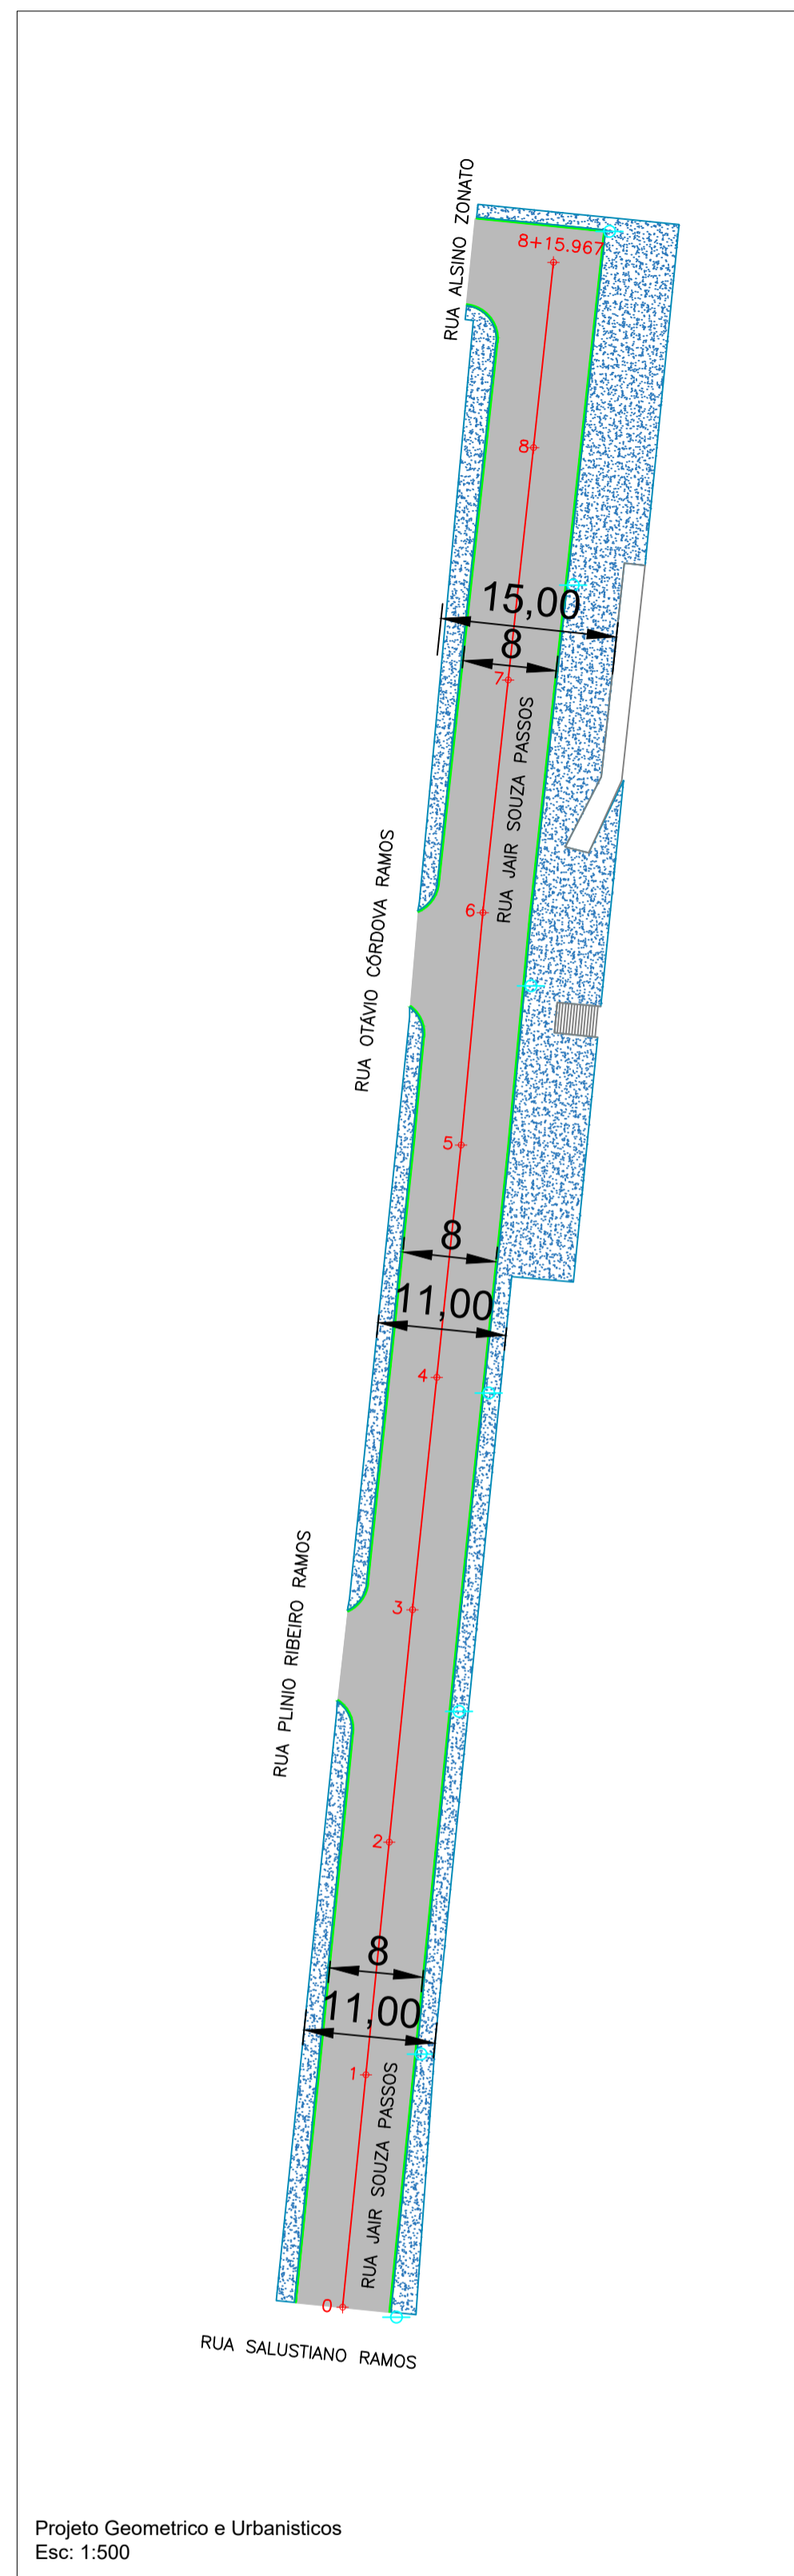 RUA ALSINO ZONATO
8+15.967
8
15,00
8
7
RUA JAIR SOUZA PASSOS
RUA OTÁVIO CÓRDOVA RAMOS
6
5
8
11,00
4
RUA PLINIO RIBEIRO RAMOS
3
2
8
11,00
1
RUA JAIR SOUZA PASSOS
0
RUA SALUSTIANO RAMOS
Projeto Geometrico e Urbanisticos
Esc: 1:500